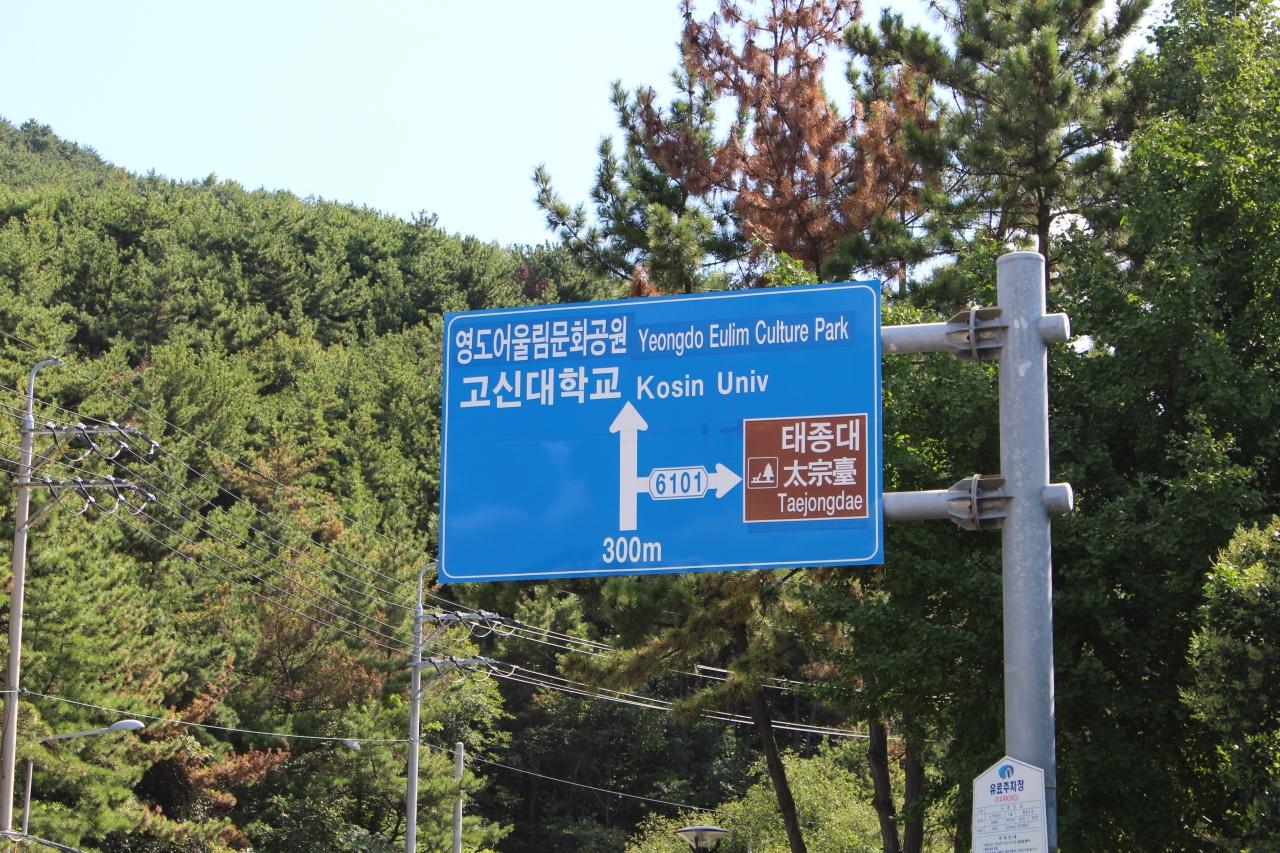 영도어울림문화공원 Yeongdo Eulim Culture Park
고신대학교 Kosin Univ
태종대
6101
太宗臺
Taejongdae
300m
유료주차장
(PARKING)